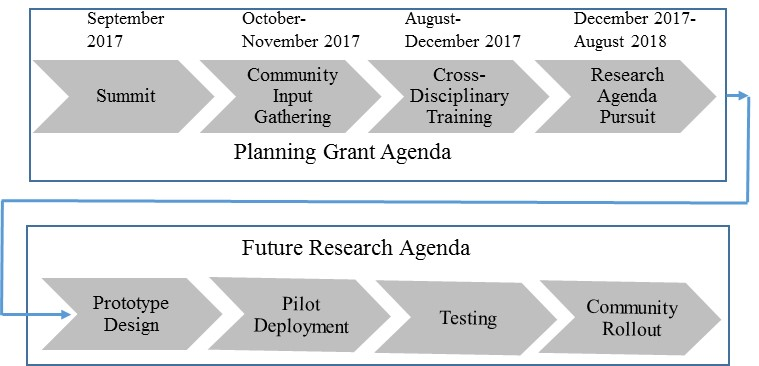 September
2017
October-
November 2017
August-
December 2017
December 2017-
August 2018
Summit
Community
Input
Gathering
Cross-
Disciplinary
Training
Research
Agenda
Pursuit
Planning Grant Agenda
Future Research Agenda
Prototype
Design
Pilot
Deployment
Testing
Community
Rollout